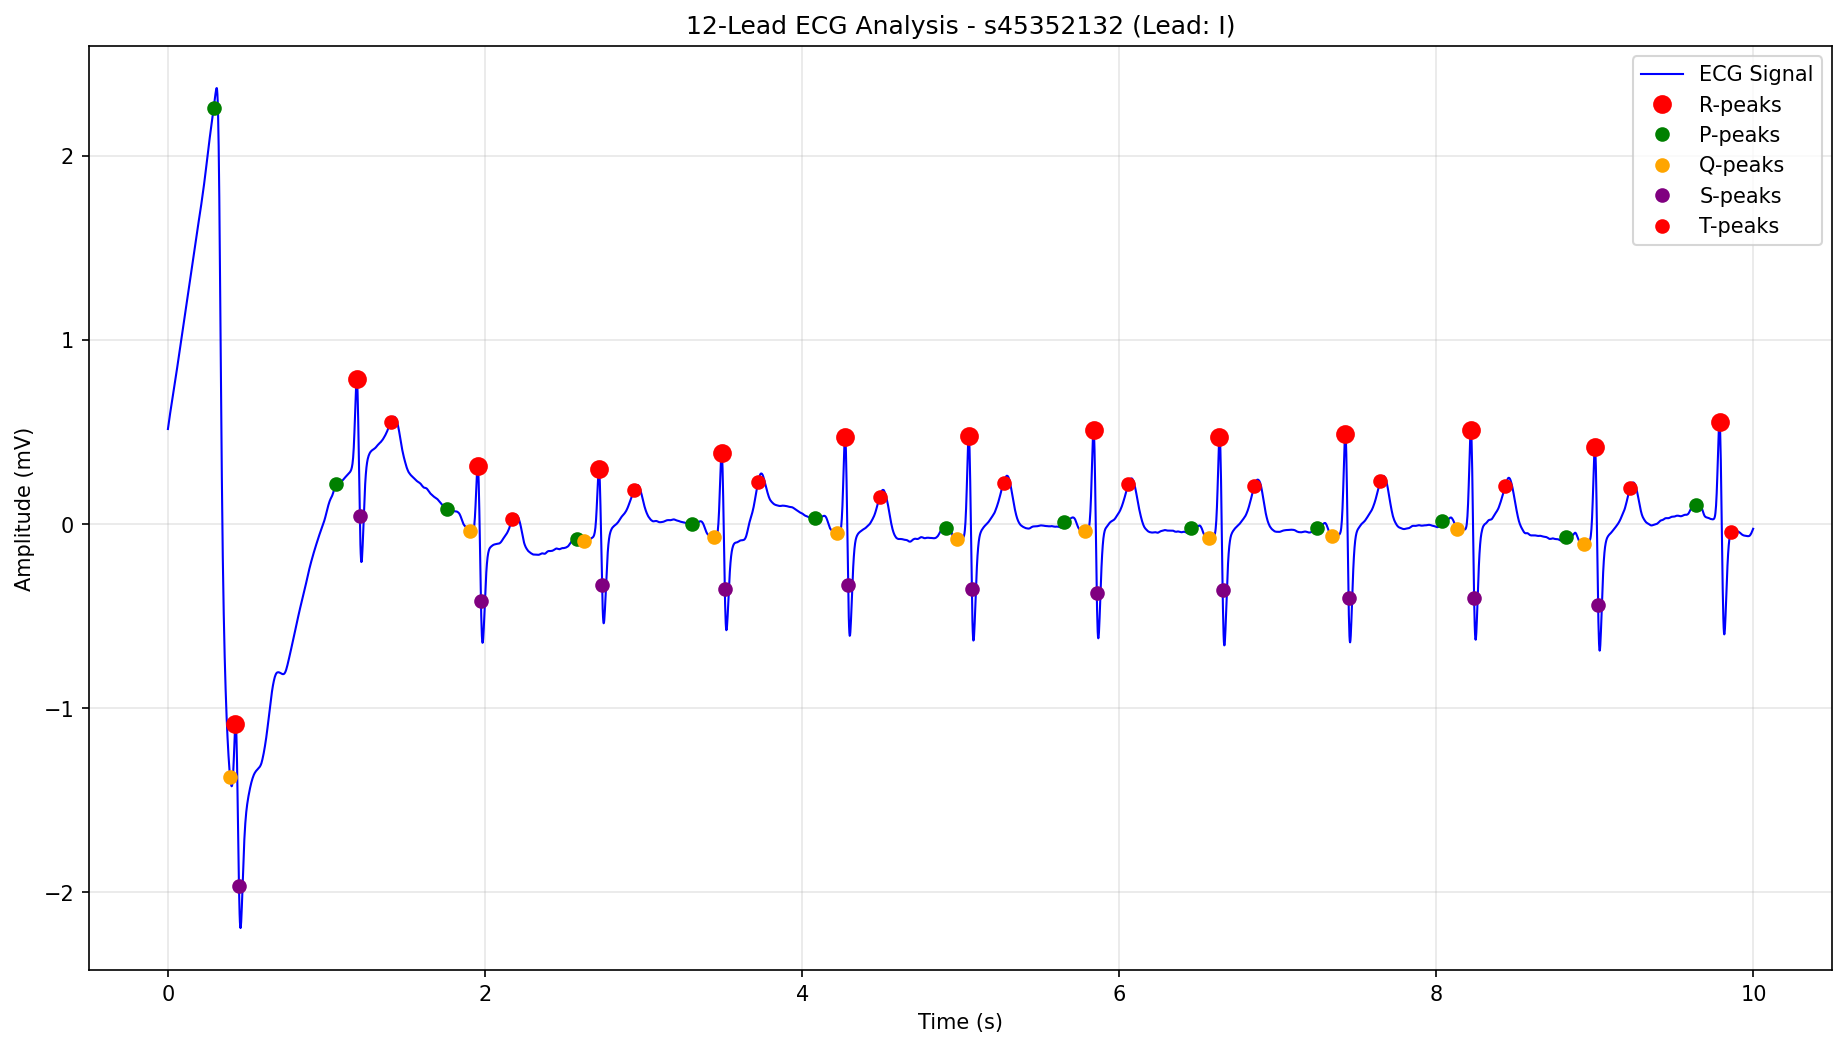 12-Lead ECG Analysis - s45352132 (Lead: I)
ECG Signal
R-peaks
P-peaks
Q-peaks
S-peaks
T-peaks
Amplitude (mV)
2
1
0
−1
−2
0 2 4 6 8 10
Time (s)